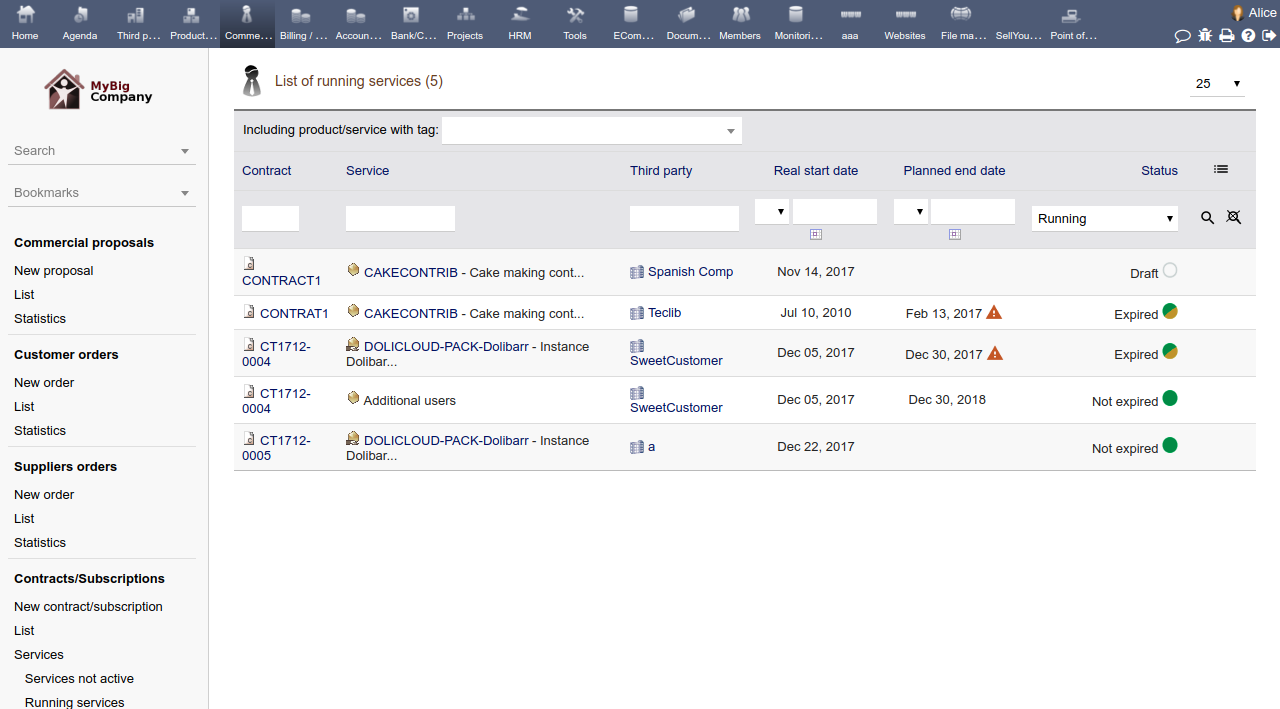 Home Agenda Third p... Product... Comme... Billing / ... Accoun... Bank/C... Projects HRM Tools ECom... Docum... Members Monitori... aaa Websites File ma... SellYou... Point of... Alice
MyBig
Company
Search
Bookmarks
Commercial proposals
New proposal
List
Statistics
Customer orders
New order
List
Statistics
Suppliers orders
New order
List
Statistics
Contracts/Subscriptions
New contract/subscription
List
Services
Services not active
Running services
List of running services (5)
25
Including product/service with tag:
Contract Service Third party Real start date Planned end date Status
Running
CONTRACT1 CAKECONTRIB - Cake making cont... Spanish Comp Nov 14, 2017 Draft
CONTRAT1 CAKECONTRIB - Cake making cont... Teclib Jul 10, 2010 Feb 13, 2017 Expired
CT1712- DOLICLOUD-PACK-Dolibarr - Instance Dec 05, 2017 Dec 30, 2017 Expired
0004 Dolibar... SweetCustomer
CT1712- Additional users Dec 05, 2017 Dec 30, 2018 Not expired
0004 SweetCustomer
CT1712- DOLICLOUD-PACK-Dolibarr - Instance a Dec 22, 2017 Not expired
0005 Dolibar...